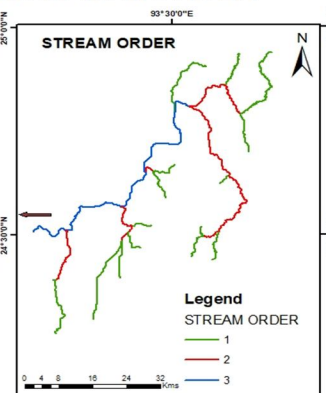 93°30'0"E
25°0'0"N
STREAM ORDER
N
24°30'0"N
Legend
STREAM ORDER
1
2
3
0 4 8 16 24 32
Kms